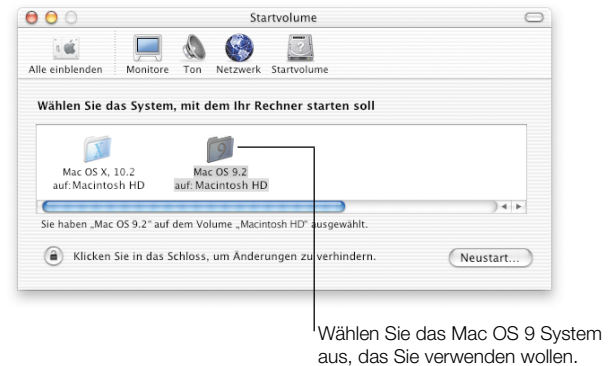 Startvolume
Alle einblenden Monitore Ton Netzwerk Startvolume
Wählen Sie das System, mit dem Ihr Rechner starten soll
X 9
Mac OS X, 10.2 Mac OS 9.2
auf: Macintosh HD auf: Macintosh HD
Sie haben „Mac OS 9.2“ auf dem Volume „Macintosh HD“ ausgewählt.
Klicken Sie in das Schloss, um Änderungen zu verhindern. Neustart...
Wählen Sie das Mac OS 9 System
aus, das Sie verwenden wollen.